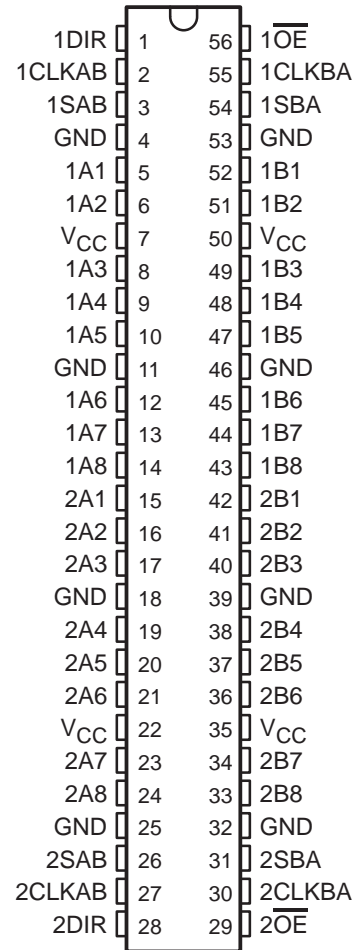 1DIR 1 56 1O̅E̅
1CLKAB 2 55 1CLKBA
1SAB 3 54 1SBA
GND 4 53 GND
1A1 5 52 1B1
1A2 6 51 1B2
VCC 7 50 VCC
1A3 8 49 1B3
1A4 9 48 1B4
1A5 10 47 1B5
GND 11 46 GND
1A6 12 45 1B6
1A7 13 44 1B7
1A8 14 43 1B8
2A1 15 42 2B1
2A2 16 41 2B2
2A3 17 40 2B3
GND 18 39 GND
2A4 19 38 2B4
2A5 20 37 2B5
2A6 21 36 2B6
VCC 22 35 VCC
2A7 23 34 2B7
2A8 24 33 2B8
GND 25 32 GND
2SAB 26 31 2SBA
2CLKAB 27 30 2CLKBA
2DIR 28 29 2O̅E̅